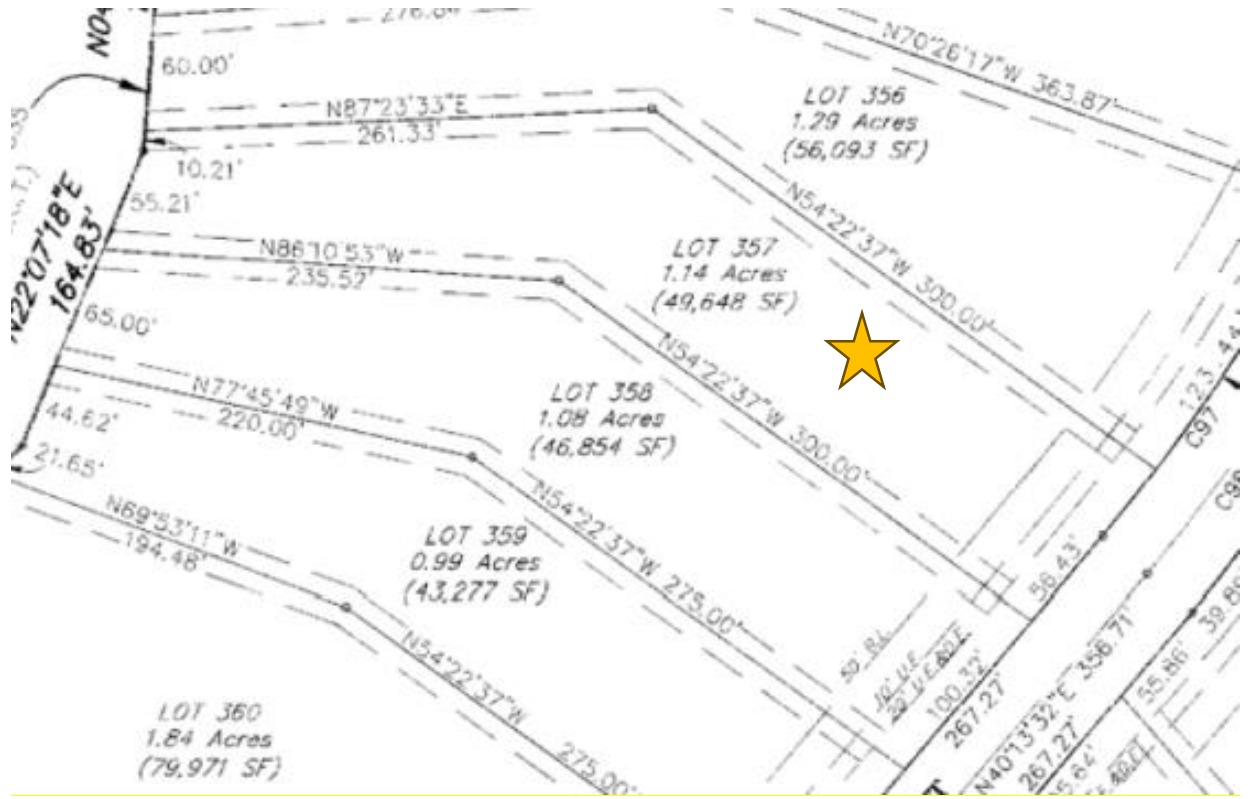 60.00'
N87°23'33"E
261.33'
10.21'
55.21'
N22°07'18"E
164.83'
LOT 356
1.29 Acres
(56,093 SF)
N70°26'17"W 363.87'
N54°22'37"W 300.00'
LOT 357
1.14 Acres
(49,648 SF)
N86°10'53"W
235.52'
65.00'
N54°22'37"W 300.00'
LOT 358
1.08 Acres
(46,854 SF)
N77°45'49"W
220.00'
44.62'
21.65'
N54°22'37"W 275.00'
LOT 359
0.99 Acres
(43,277 SF)
N69°53'11"W
194.48'
N54°22'37"W 275.00'
LOT 360
1.84 Acres
(79,971 SF)
123.44
C97
56.43'
50' B.L.
10' U.E.
100.32'
267.27'
N40°13'32"E 356.71'
267.27'
55.86'